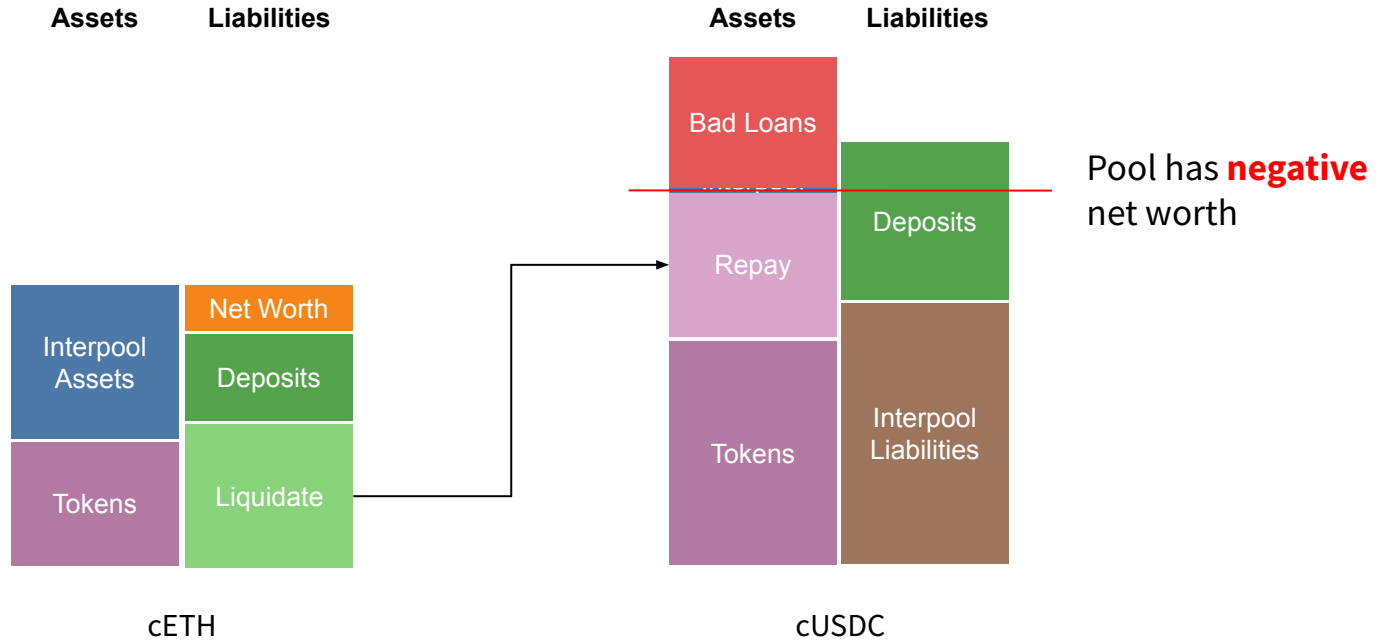 Assets
Liabilities
Assets
Liabilities
Bad Loans
Deposits
Repay
Pool has negative
net worth
Interpool
Assets
Net Worth
Deposits
Tokens
Liquidate
Tokens
Interpool
Liabilities
cETH
cUSDC